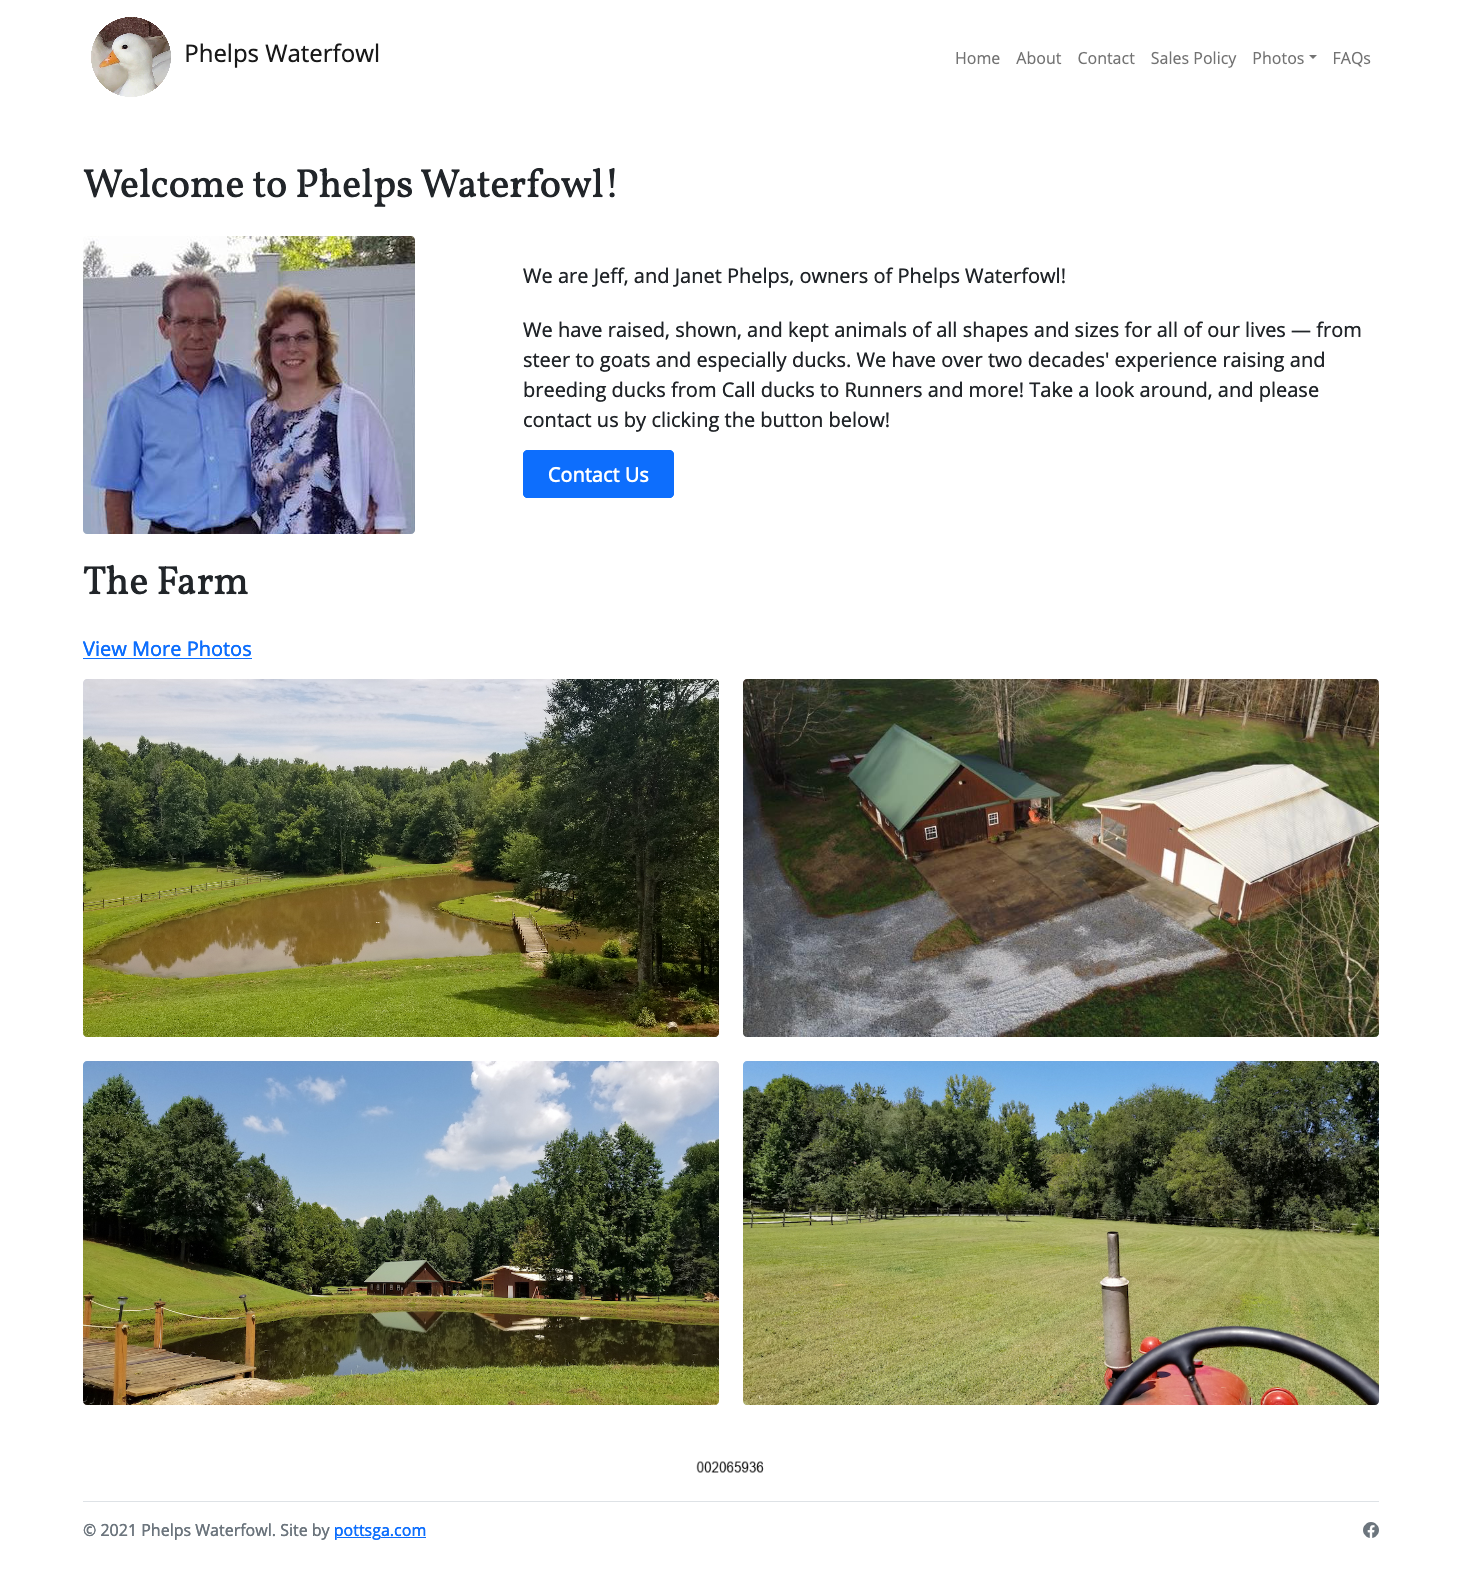 Phelps Waterfowl
Home About Contact Sales Policy Photos FAQs
Welcome to Phelps Waterfowl!
We are Jeff, and Janet Phelps, owners of Phelps Waterfowl!
We have raised, shown, and kept animals of all shapes and sizes for all of our lives — from
steer to goats and especially ducks. We have over two decades' experience raising and
breeding ducks from Call ducks to Runners and more! Take a look around, and please
contact us by clicking the button below!
Contact Us
The Farm
View More Photos
002065936
© 2021 Phelps Waterfowl. Site by pottsga.com